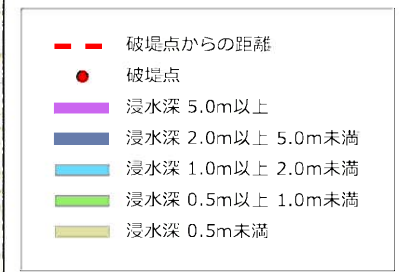 破堤点からの距離
破堤点
浸水深 5.0m以上
浸水深 2.0m以上 5.0m未満
浸水深 1.0m以上 2.0m未満
浸水深 0.5m以上 1.0m未満
浸水深 0.5m未満